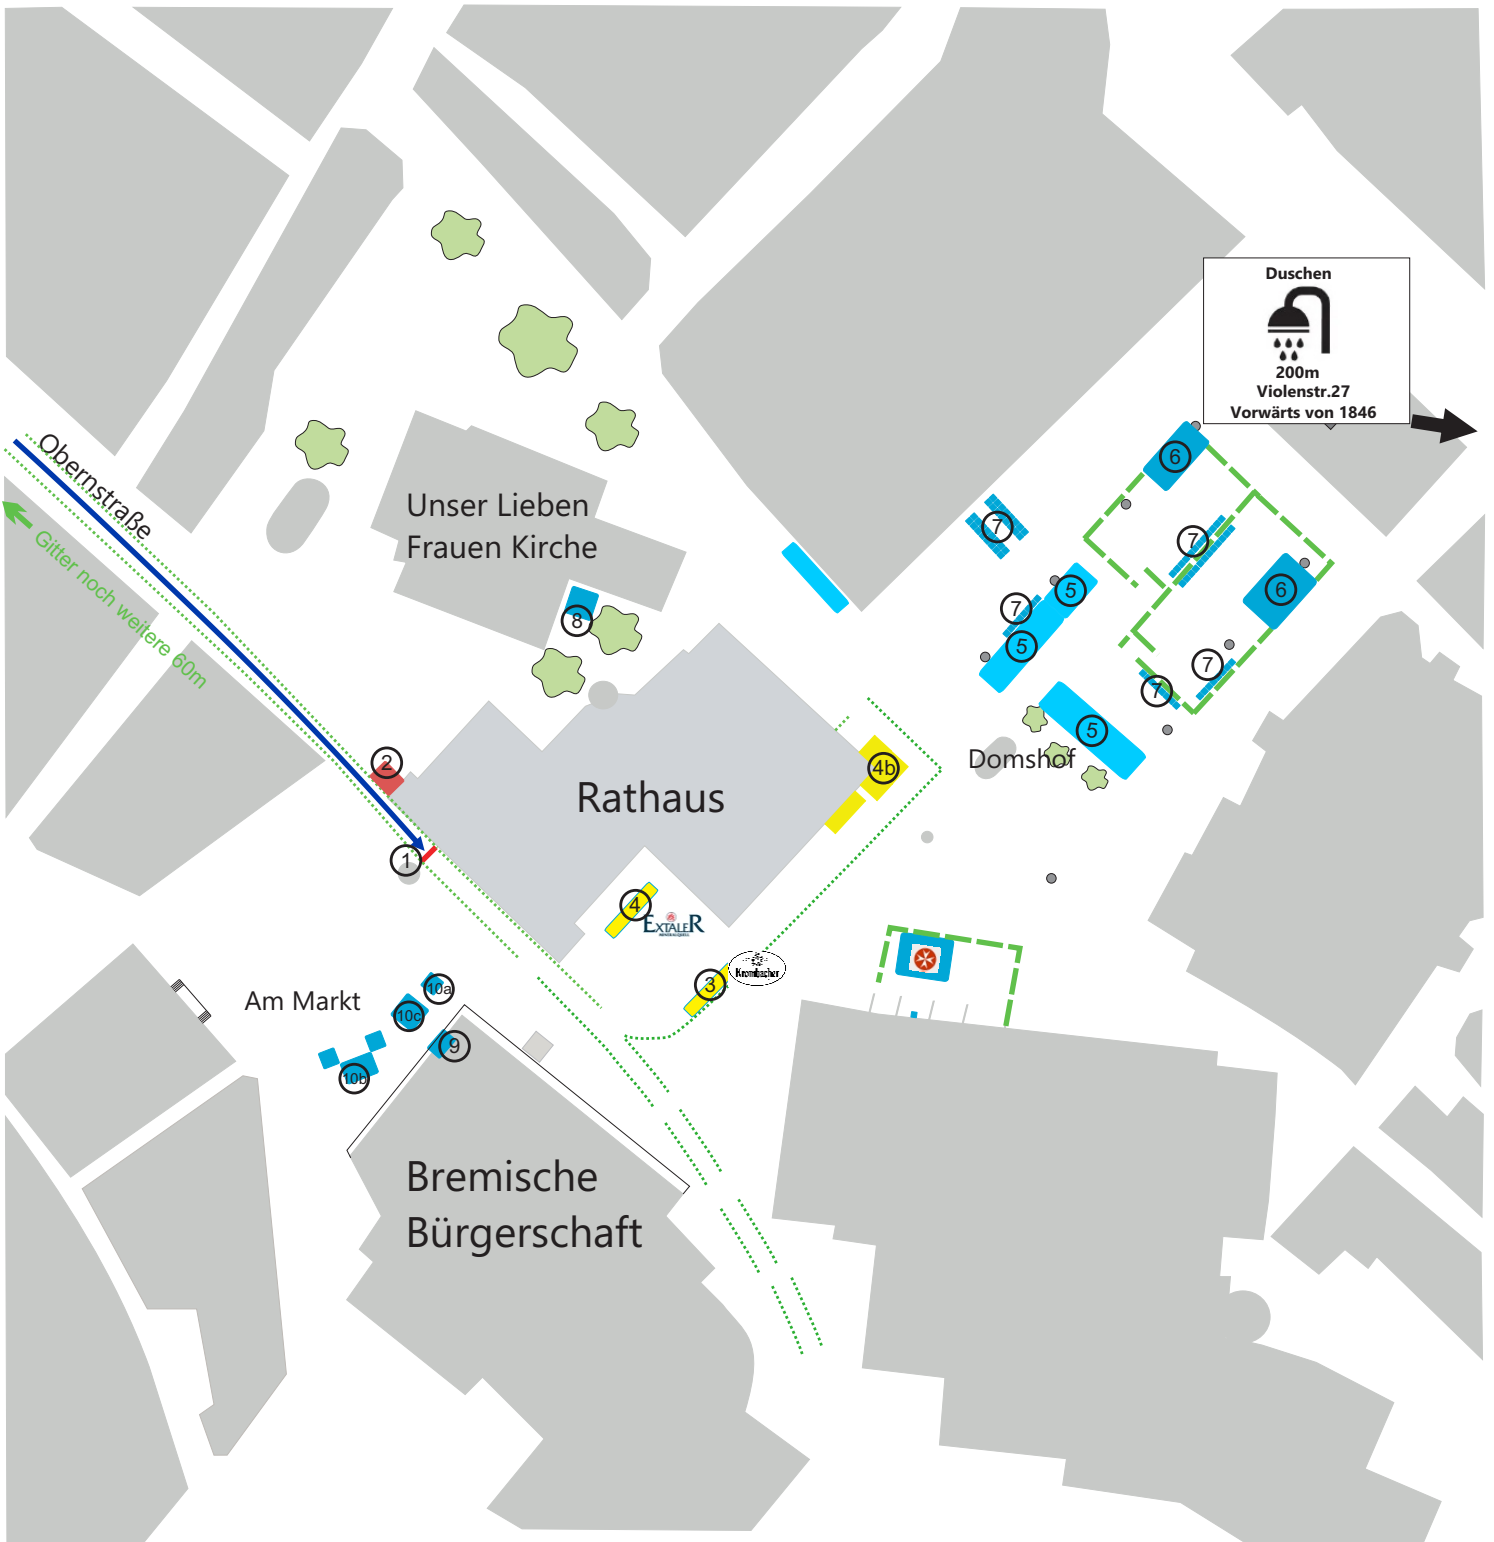 Duschen
200m
Violenstr.27
Vorwärts von 1846
Obernstraße
Gitter noch weitere 60m
Unser Lieben
Frauen Kirche
6
7
7
6
5
7
5
7
7
5
8
Domshof
2
4b
Rathaus
1
4
EXTALER
3
Krombacher
Am Markt
10a
10c
9
10b
Bremische
Bürgerschaft